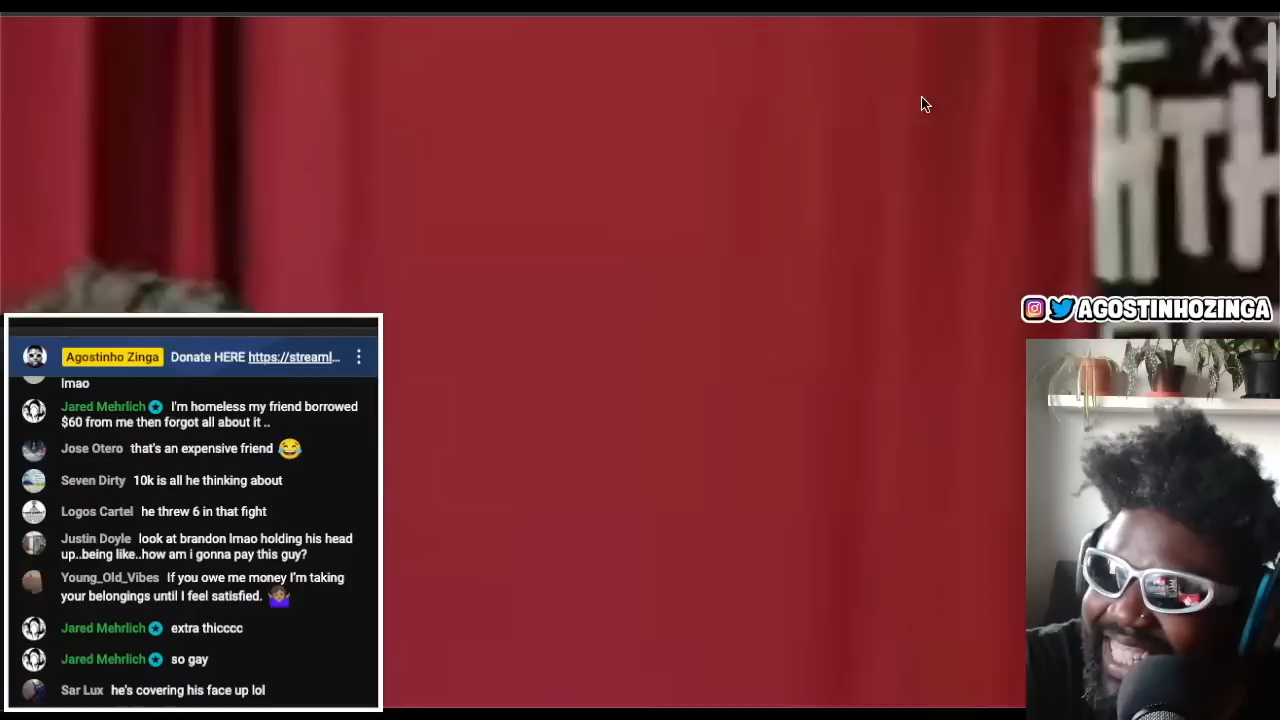 HTH
AGOSTINHOZINGA
Agostinho Zinga Donate HERE https://streaml...
lmao
Jared Mehrlich I'm homeless my friend borrowed
$60 from me then forgot all about it ..
Jose Otero that's an expensive friend 😂
Seven Dirty 10k is all he thinking about
Logos Cartel he threw 6 in that fight
Justin Doyle look at brandon lmao holding his head
up..being like..how am i gonna pay this guy?
Young_Old_Vibes If you owe me money I'm taking
your belongings until I feel satisfied. 🤷🏽‍♀️
Jared Mehrlich extra thicccc
Jared Mehrlich so gay
Sar Lux he's covering his face up lol